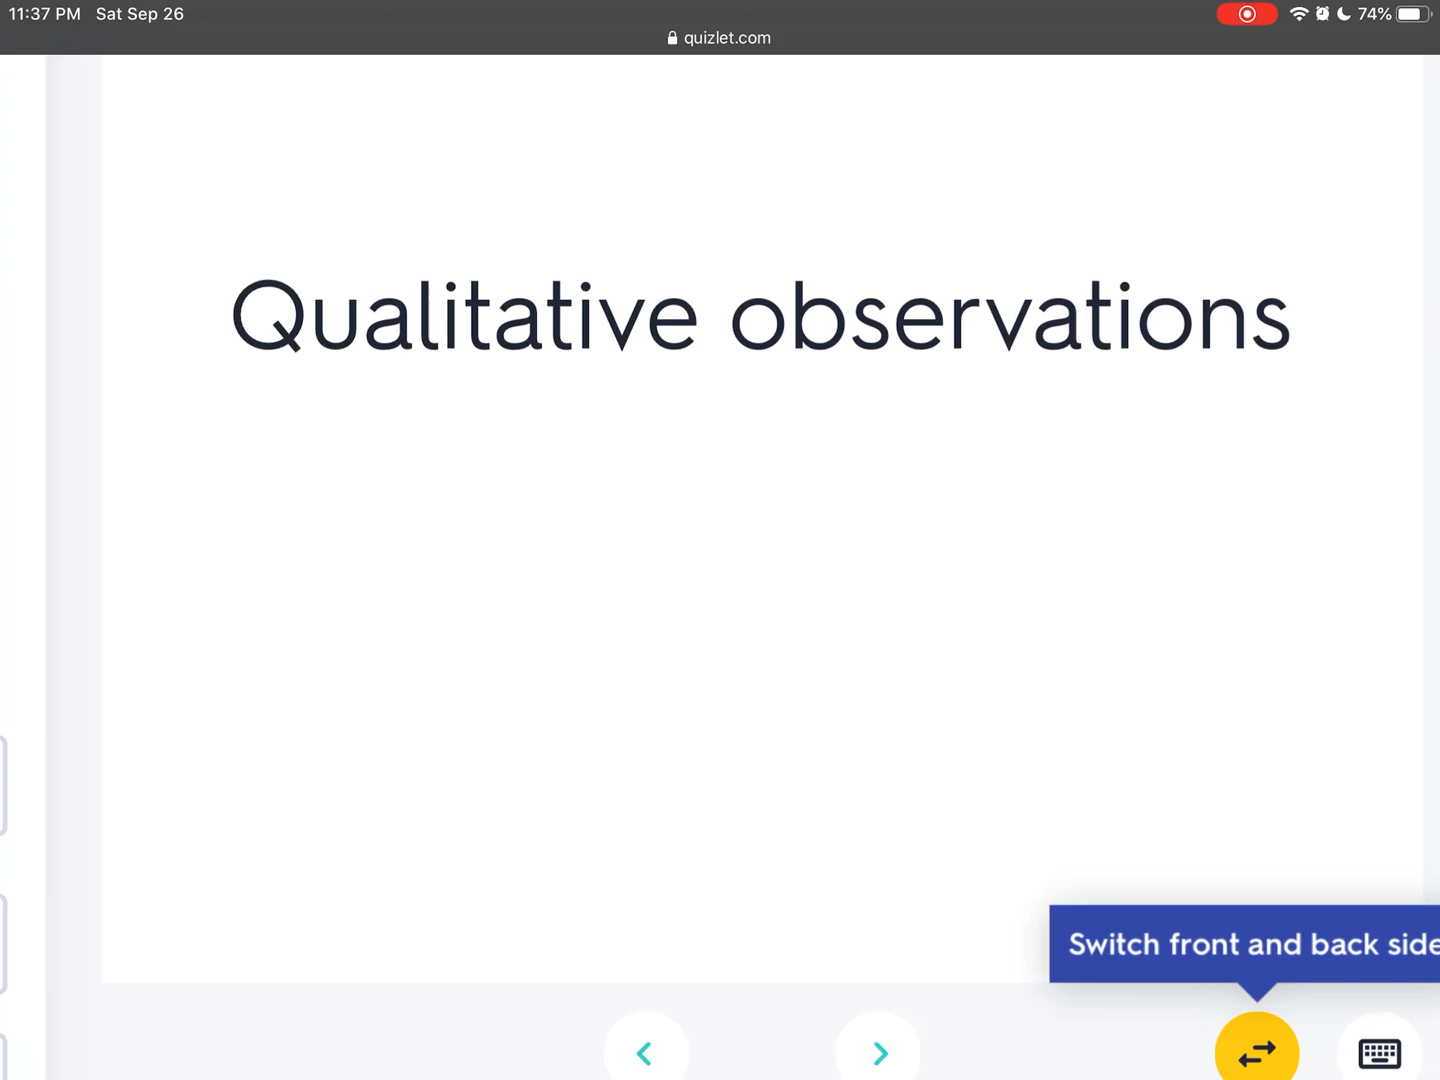 11:37 PM Sat Sep 26 74%
quizlet.com
Qualitative observations
Switch front and back side